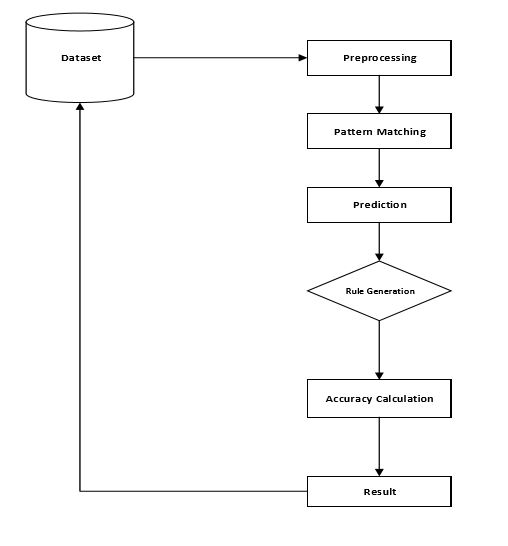 Dataset
Preprocessing
Pattern Matching
Prediction
Rule Generation
Accuracy Calculation
Result